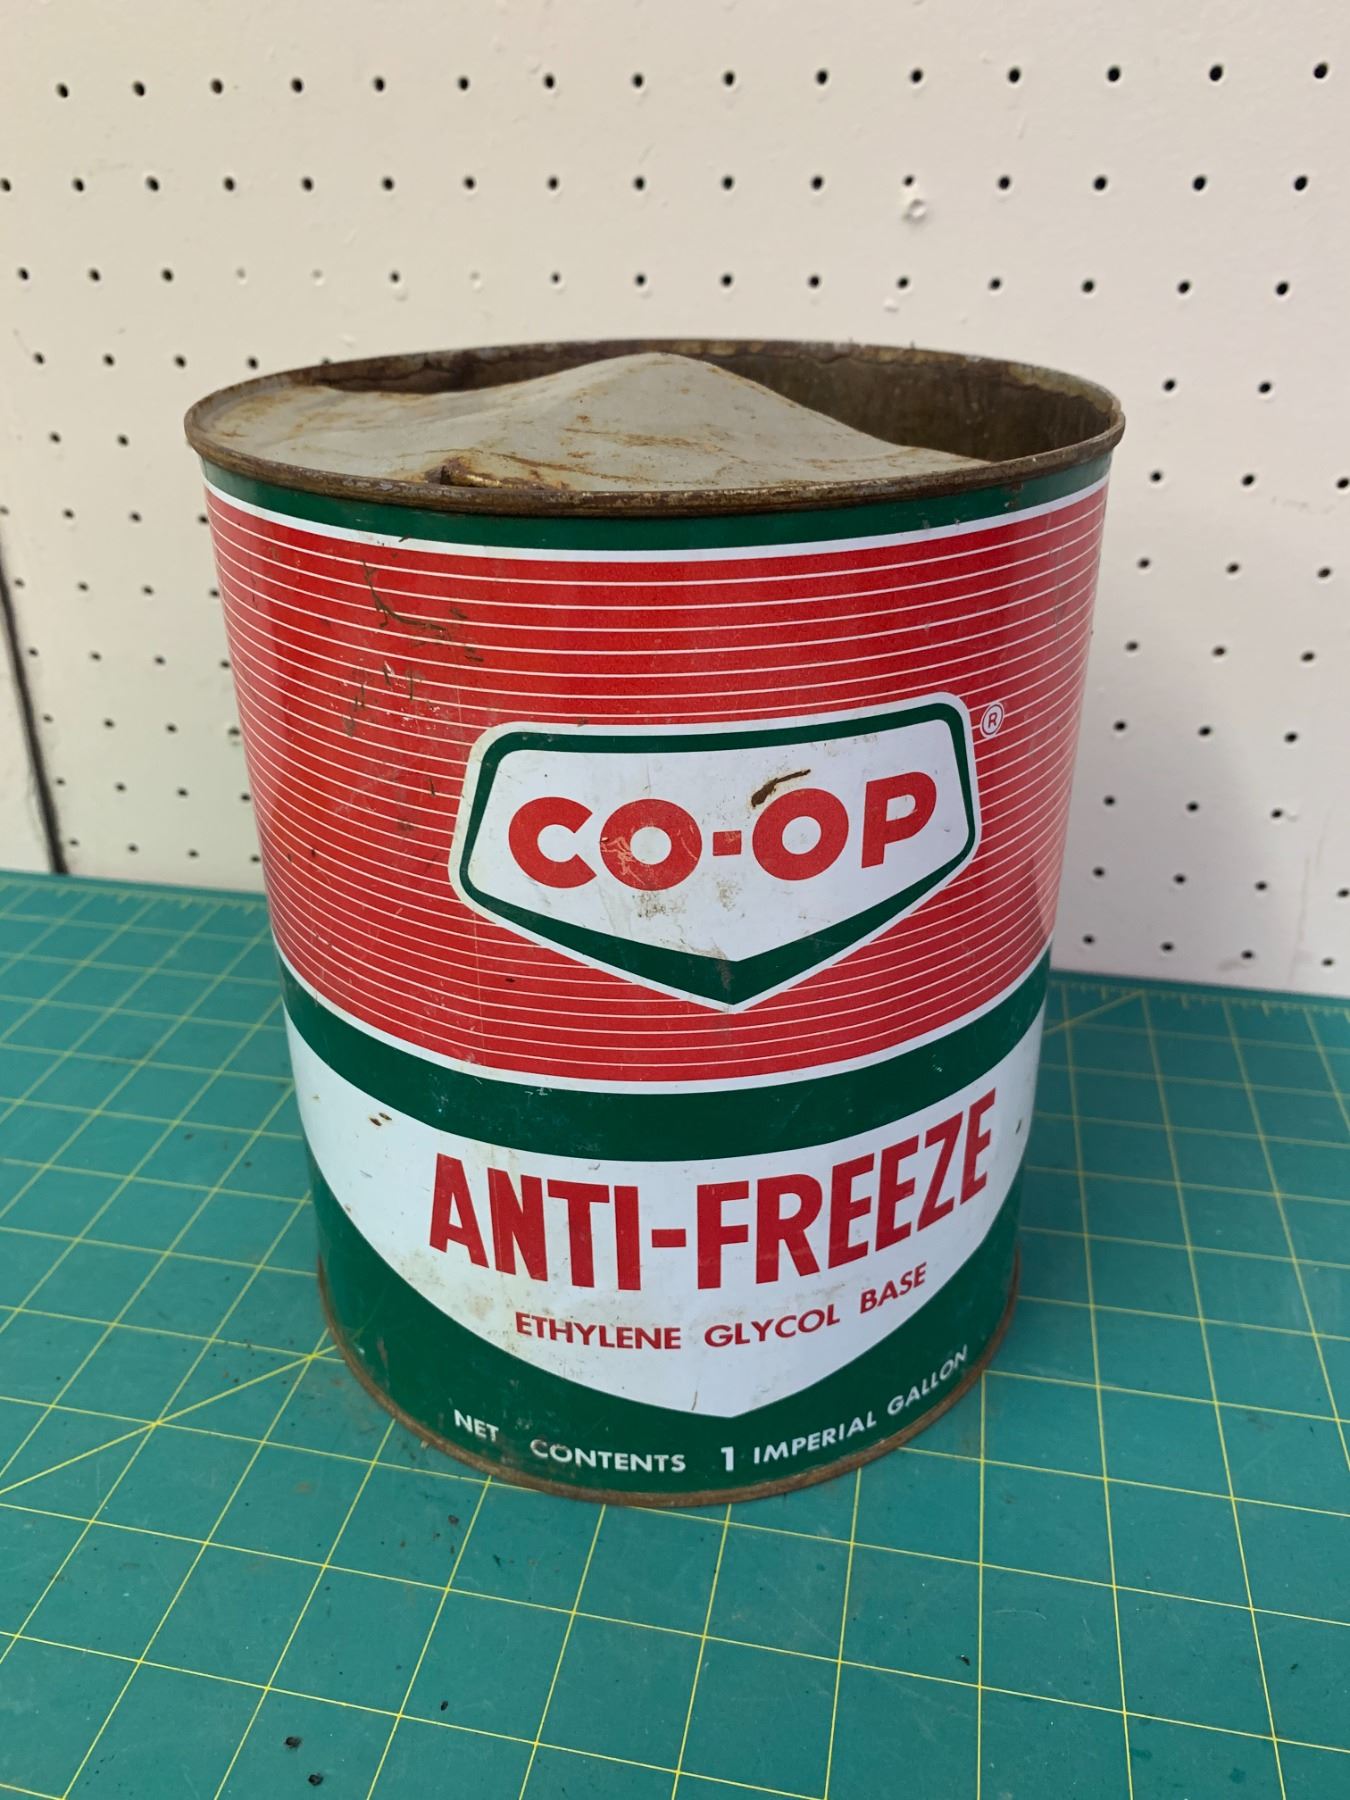 CO-OP ®
ANTI-FREEZE
ETHYLENE GLYCOL BASE
NET CONTENTS 1 IMPERIAL GALLON